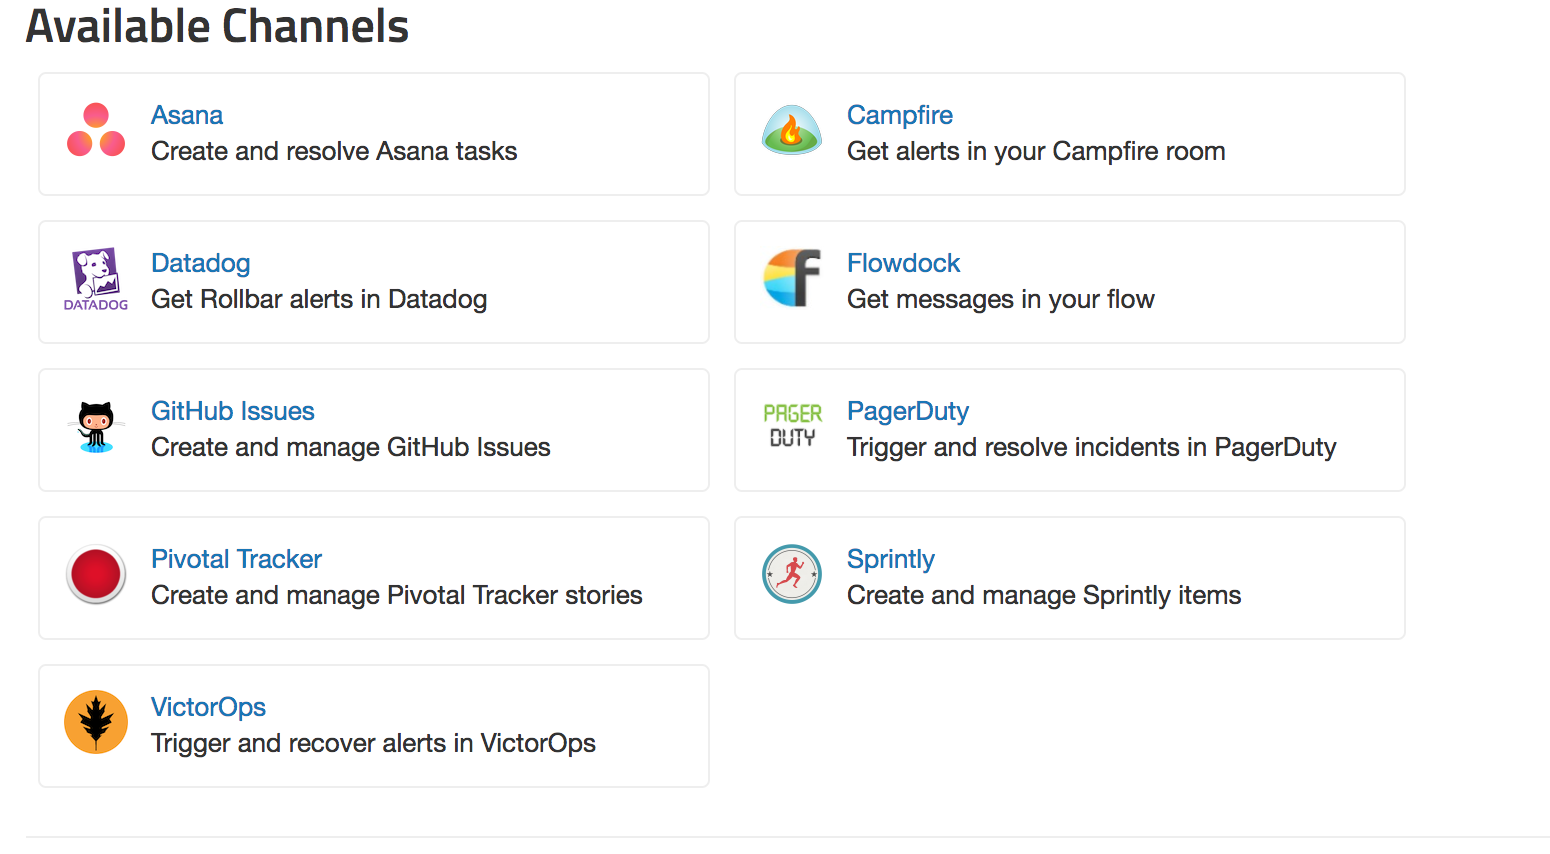 Available Channels
Asana
Create and resolve Asana tasks
Campfire
Get alerts in your Campfire room
DATADOG
Datadog
Get Rollbar alerts in Datadog
F
Flowdock
Get messages in your flow
GitHub Issues
Create and manage GitHub Issues
PAGER
DUTY
PagerDuty
Trigger and resolve incidents in PagerDuty
Pivotal Tracker
Create and manage Pivotal Tracker stories
Sprintly
Create and manage Sprintly items
VictorOps
Trigger and recover alerts in VictorOps